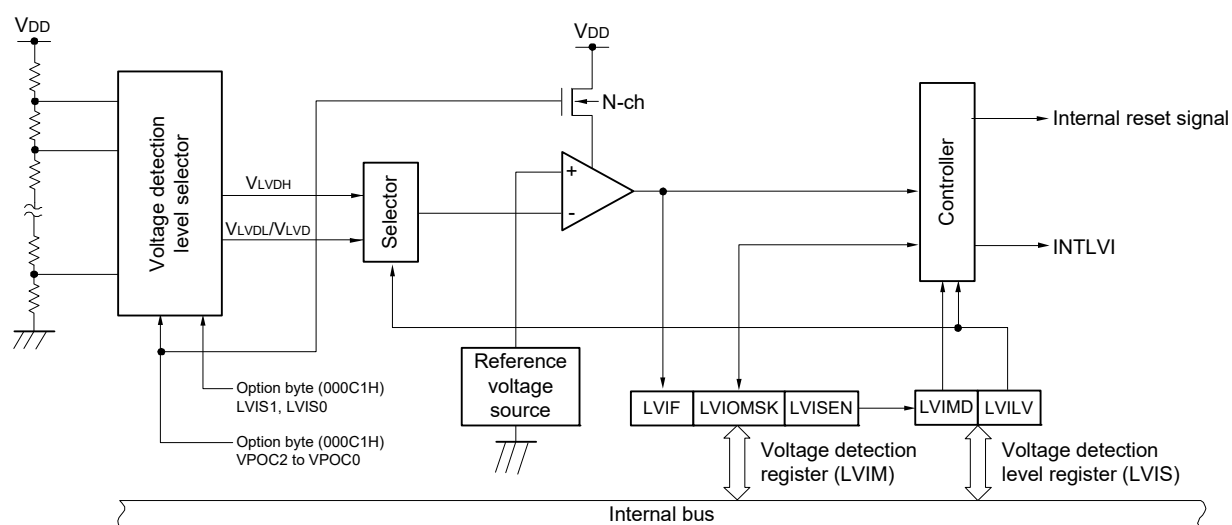 VDD
VDD
N-ch
Voltage detection
level selector
VLVDH
VLVDL/VLVD
Selector
+
-
Controller
Internal reset signal
INTLVI
Reference
voltage
source
Option byte (000C1H)
LVIS1, LVIS0
Option byte (000C1H)
VPOC2 to VPOC0
LVIF
LVIOMSK
LVISEN
LVIMD
LVILV
Voltage detection
register (LVIM)
Voltage detection
level register (LVIS)
Internal bus